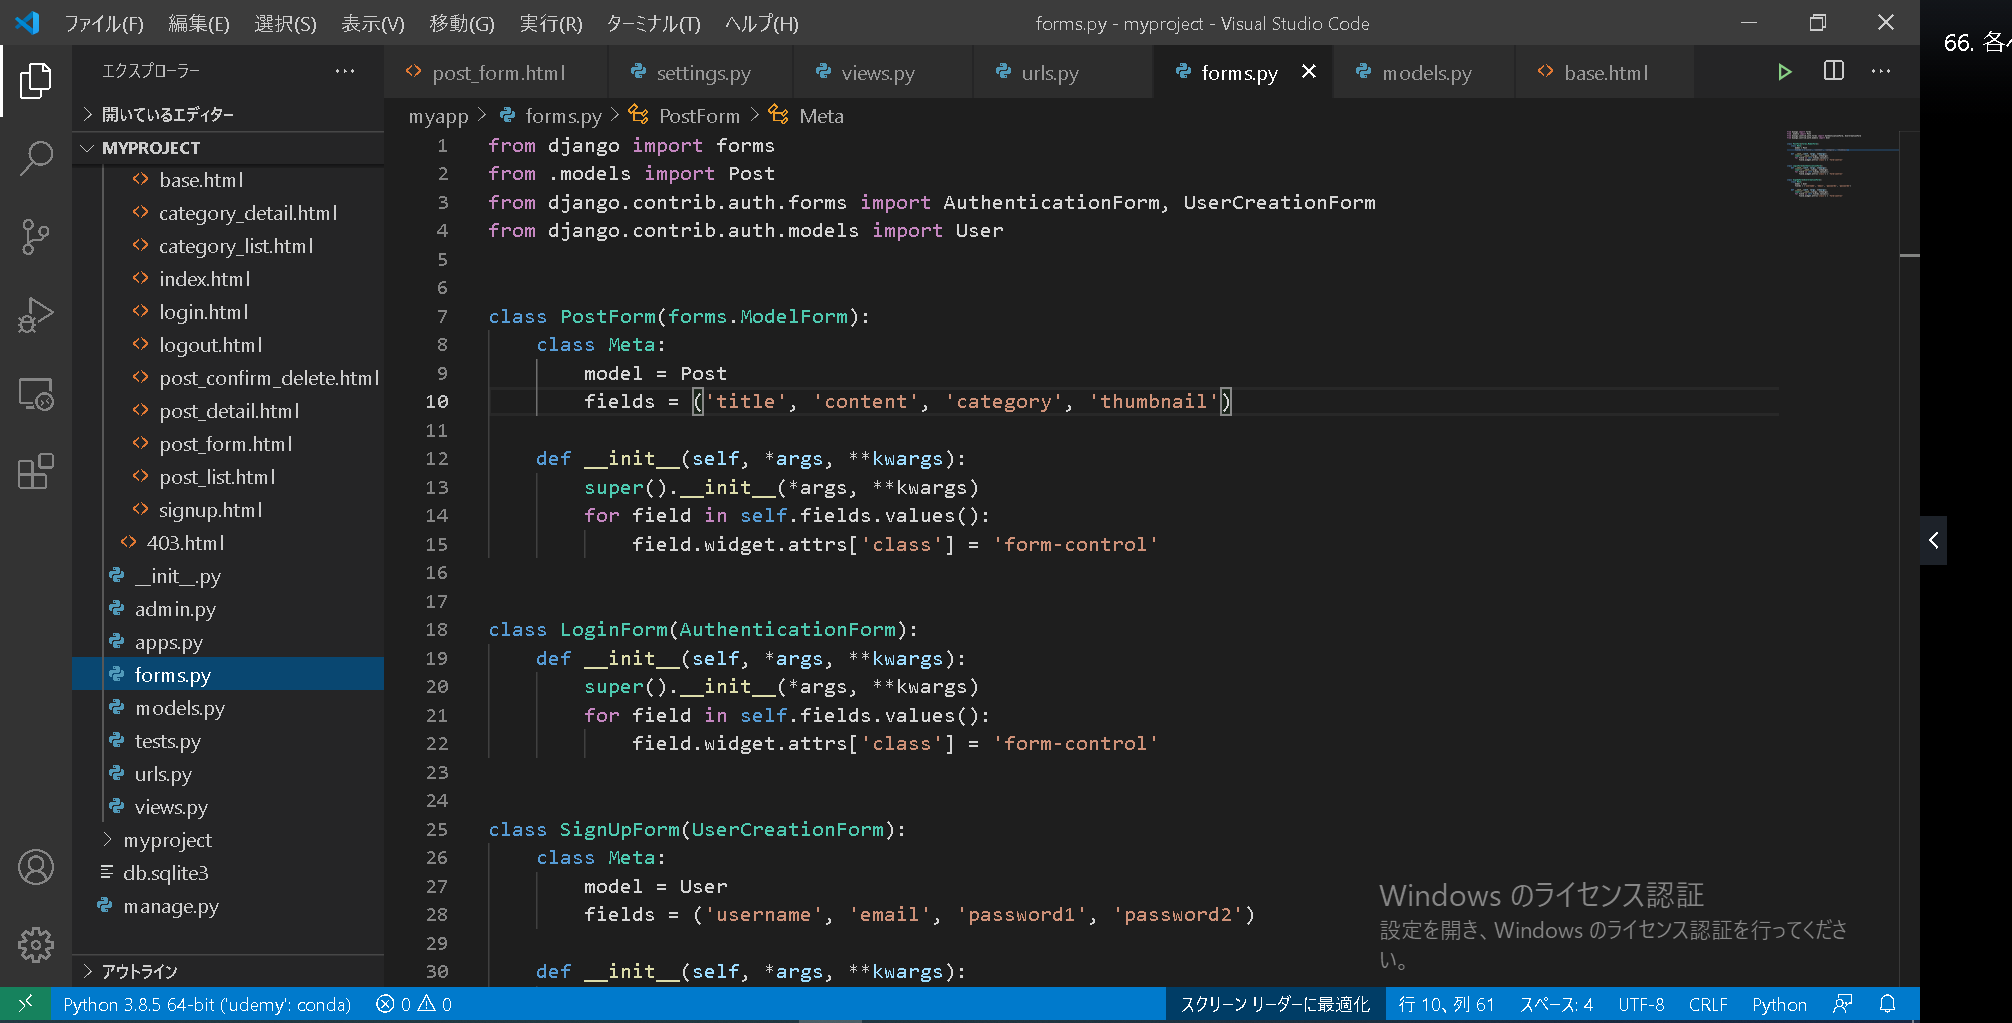 ファイル(F) 編集(E) 選択(S) 表示(V) 移動(G) 実行(R) ターミナル(T) ヘルプ(H) forms.py - myproject - Visual Studio Code
66. 各
エクスプローラー ···
post_form.html settings.py views.py urls.py forms.py models.py base.html ···
開いているエディター
MYPROJECT
base.html
category_detail.html
category_list.html
index.html
login.html
logout.html
post_confirm_delete.html
post_detail.html
post_form.html
post_list.html
signup.html
403.html
__init__.py
admin.py
apps.py
forms.py
models.py
tests.py
urls.py
views.py
myproject
db.sqlite3
manage.py
アウトライン
myapp > forms.py > PostForm > Meta
1 from django import forms
2 from .models import Post
3 from django.contrib.auth.forms import AuthenticationForm, UserCreationForm
4 from django.contrib.auth.models import User
5
6
7 class PostForm(forms.ModelForm):
8     class Meta:
9         model = Post
10         fields = ('title', 'content', 'category', 'thumbnail')
11
12     def __init__(self, *args, **kwargs):
13         super().__init__(*args, **kwargs)
14         for field in self.fields.values():
15             field.widget.attrs['class'] = 'form-control'
16
17
18 class LoginForm(AuthenticationForm):
19     def __init__(self, *args, **kwargs):
20         super().__init__(*args, **kwargs)
21         for field in self.fields.values():
22             field.widget.attrs['class'] = 'form-control'
23
24
25 class SignUpForm(UserCreationForm):
26     class Meta:
27         model = User
28         fields = ('username', 'email', 'password1', 'password2')
29
30     def __init__(self, *args, **kwargs):
Windows のライセンス認証
設定を開き、Windows のライセンス認証を行ってくださ
い。
Python 3.8.5 64-bit ('udemy': conda) 0 0 スクリーン リーダーに最適化 行 10、列 61 スペース: 4 UTF-8 CRLF Python